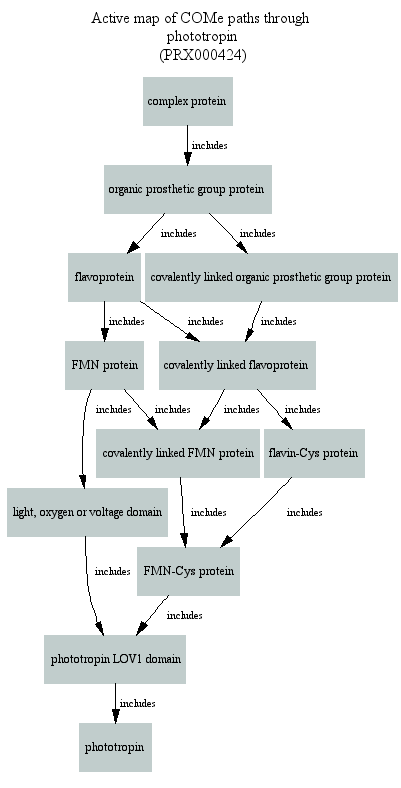 Active map of COMe paths through
phototropin
(PRX000424)
complex protein
includes
organic prosthetic group protein
includes
includes
flavoprotein
covalently linked organic prosthetic group protein
includes
includes
includes
FMN protein
covalently linked flavoprotein
includes
includes
includes
includes
covalently linked FMN protein
flavin-Cys protein
light, oxygen or voltage domain
includes
includes
includes
FMN-Cys protein
includes
phototropin LOV1 domain
includes
phototropin